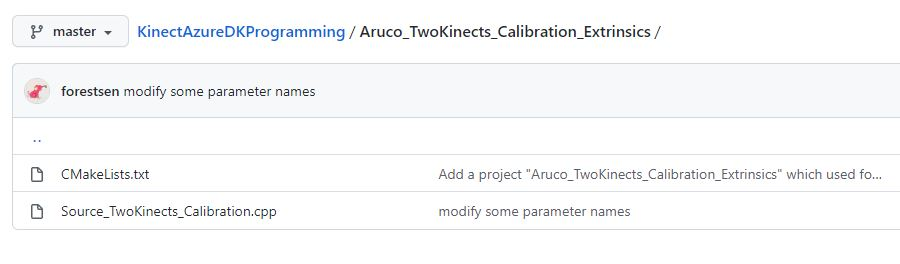 master KinectAzureDKProgramming / Aruco_TwoKinects_Calibration_Extrinsics /
forestsen modify some parameter names
..
CMakeLists.txt Add a project "Aruco_TwoKinects_Calibration_Extrinsics" which used fo...
Source_TwoKinects_Calibration.cpp modify some parameter names